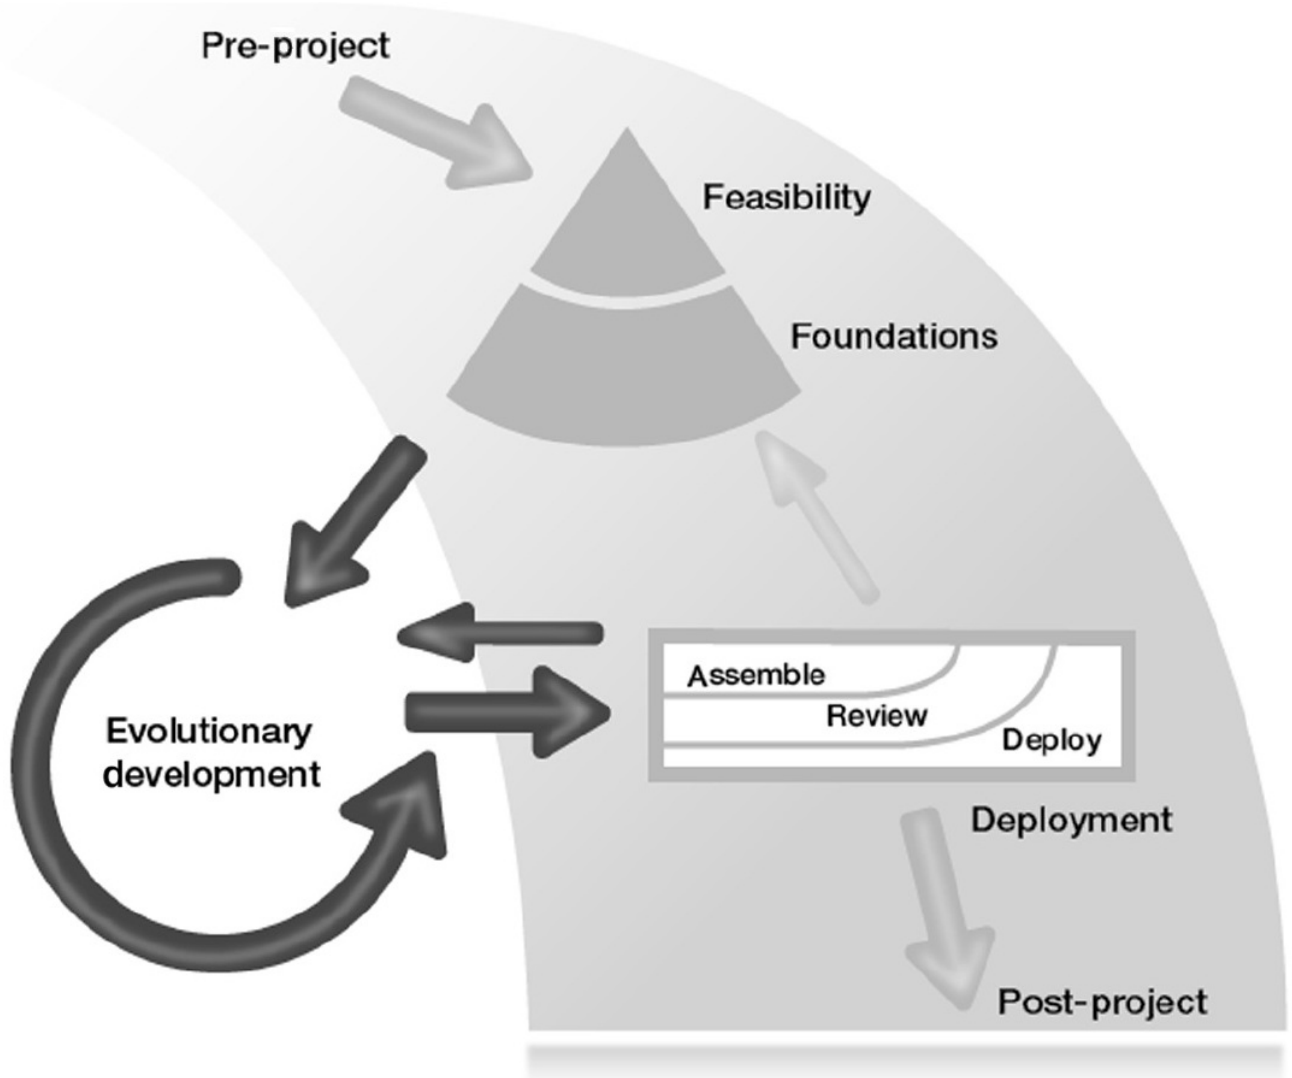 Pre-project
Feasibility
Foundations
Assemble
Review
Deploy
Evolutionary
development
Deployment
Post-project